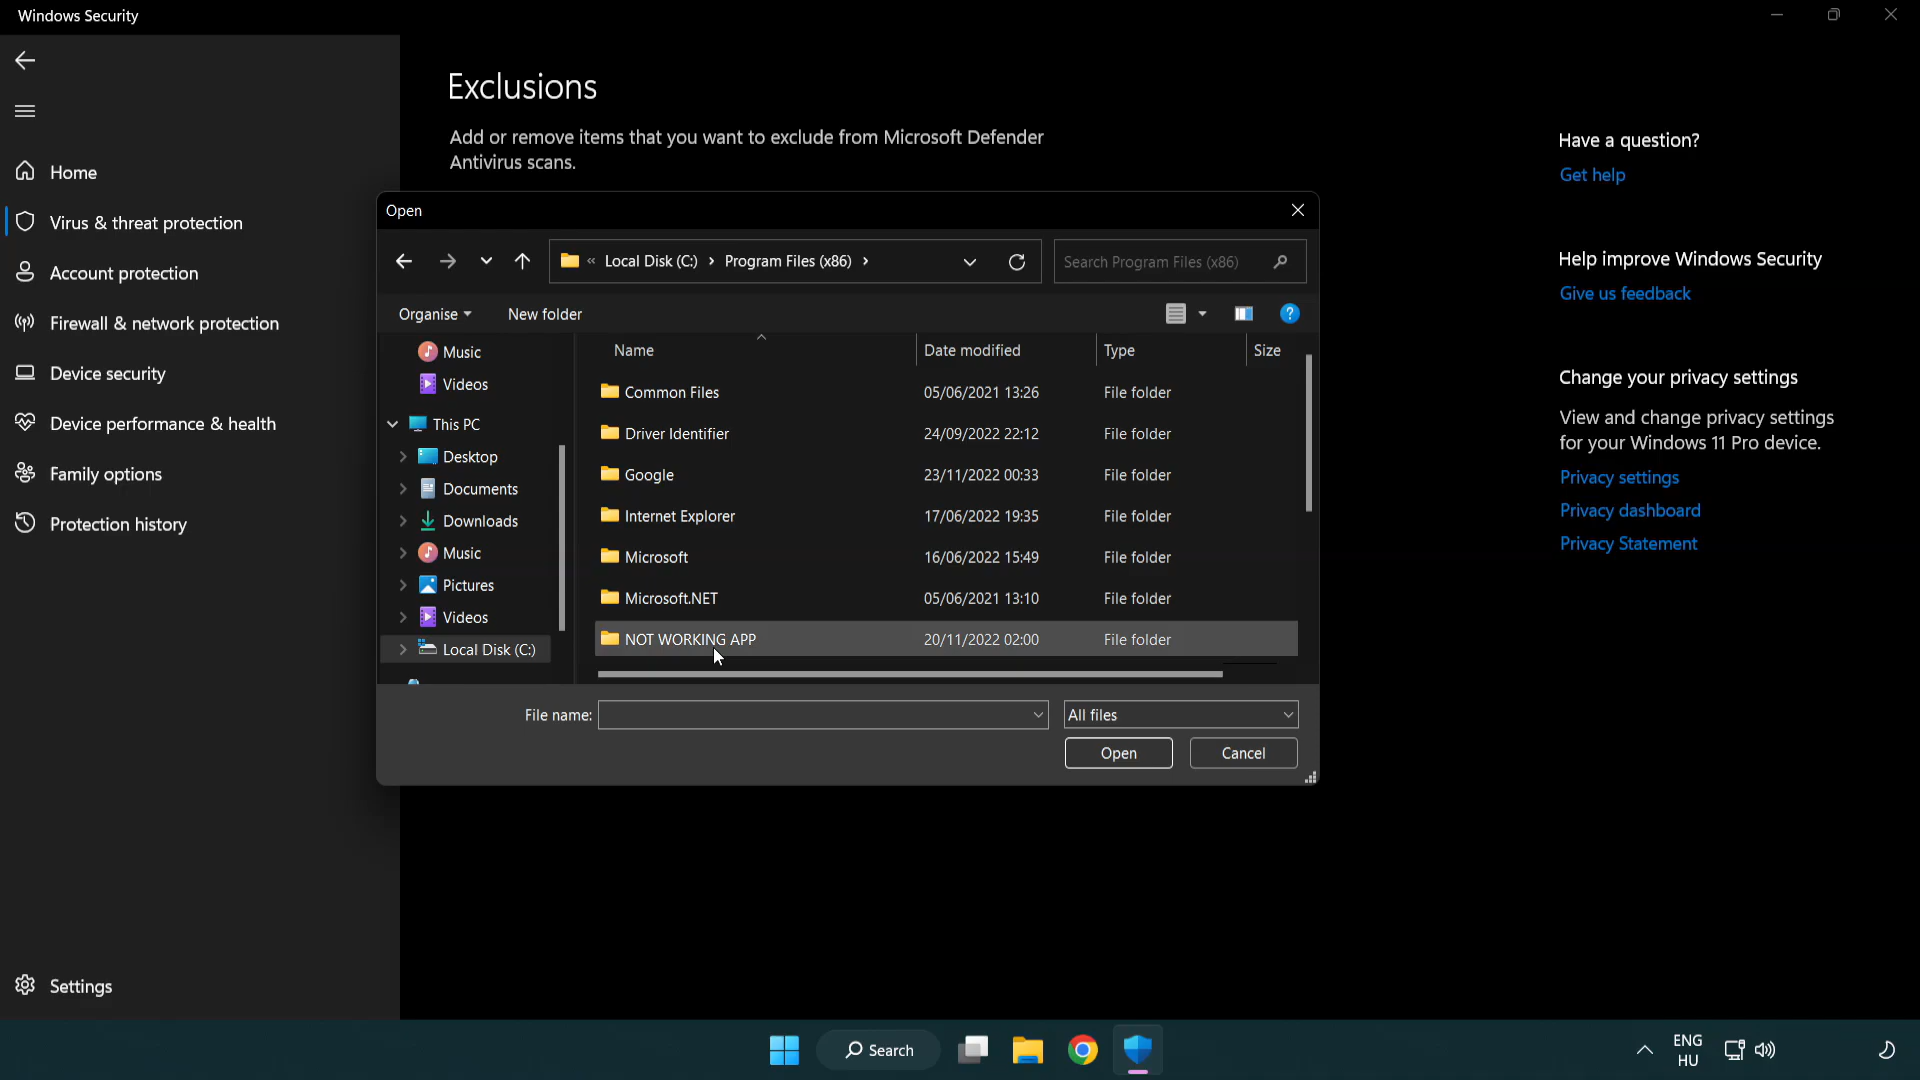 Windows Security
Home
Virus & threat protection
Account protection
Firewall & network protection
Device security
Device performance & health
Family options
Protection history
Settings
Exclusions
Add or remove items that you want to exclude from Microsoft Defender
Antivirus scans.
Open
« Local Disk (C:) > Program Files (x86) >
Search Program Files (x86)
Organise
New folder
?
Music
Videos
This PC
Desktop
Documents
Downloads
Music
Pictures
Videos
Local Disk (C:)
Name Date modified Type Size
Common Files 05/06/2021 13:26 File folder
Driver Identifier 24/09/2022 22:12 File folder
Google 23/11/2022 00:33 File folder
Internet Explorer 17/06/2022 19:35 File folder
Microsoft 16/06/2022 15:49 File folder
Microsoft.NET 05/06/2021 13:10 File folder
NOT WORKING APP 20/11/2022 02:00 File folder
File name:
All files
Open
Cancel
Have a question?
Get help
Help improve Windows Security
Give us feedback
Change your privacy settings
View and change privacy settings
for your Windows 11 Pro device.
Privacy settings
Privacy dashboard
Privacy Statement
Search
ENG
HU